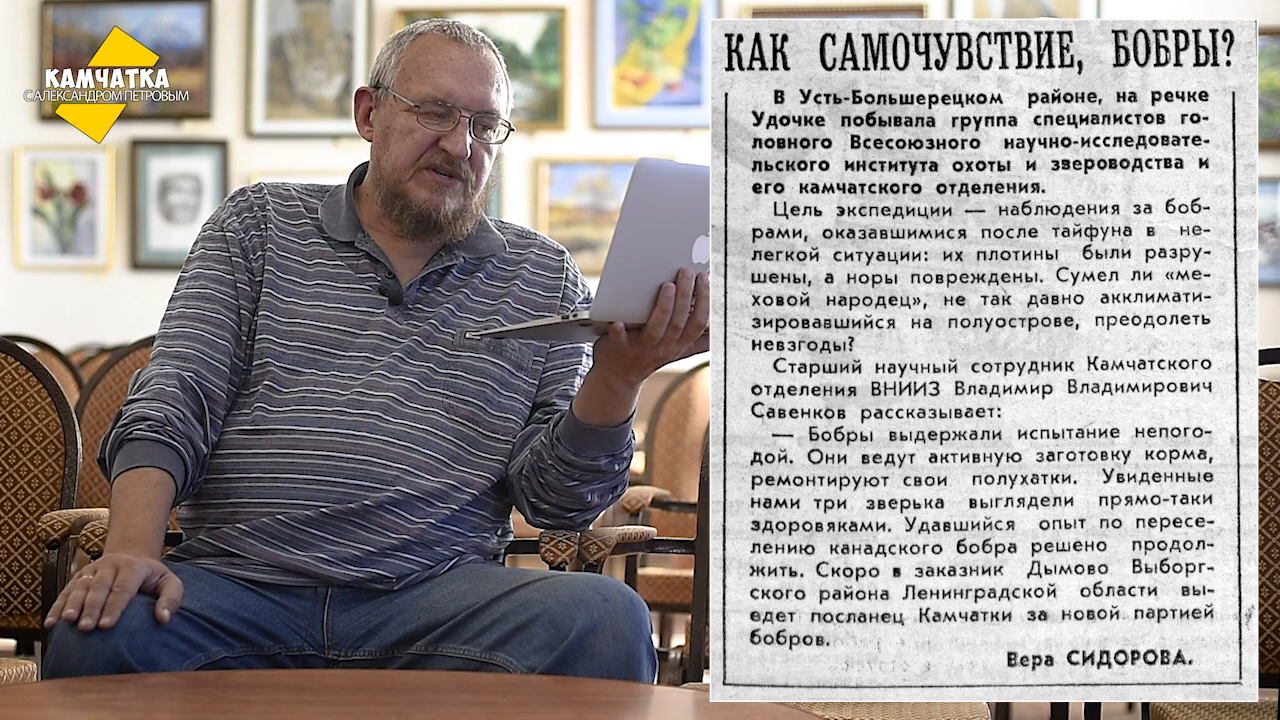 КАМЧАТКА
С АЛЕКСАНДРОМ ПЕТРОВЫМ
КАК САМОЧУВСТВИЕ, БОБРЫ?
В Усть-Большерецком районе, на речке
Удочке побывала группа специалистов го-
ловного Всесоюзного научно-исследовате-
льского института охоты и звероводства и
его камчатского отделения.
Цель экспедиции — наблюдения за боб-
рами, оказавшимися после тайфуна в не-
легкой ситуации: их плотины были разру-
шены, а норы повреждены. Сумел ли «ме-
ховой народец», не так давно акклимати-
зировавшийся на полуострове, преодолеть
невзгоды?
Старший научный сотрудник Камчатского
отделения ВНИИЗ Владимир Владимирович
Савенков рассказывает:
— Бобры выдержали испытание непого-
дой. Они ведут активную заготовку корма,
ремонтируют свои полухатки. Увиденные
нами три зверька выглядели прямо-таки
здоровяками. Удавшийся опыт по пересе-
лению канадского бобра решено продол-
жить. Скоро в заказник Дымово Выборг-
ского района Ленинградской области вы-
едет посланец Камчатки за новой партией
бобров.
Вера СИДОРОВА.